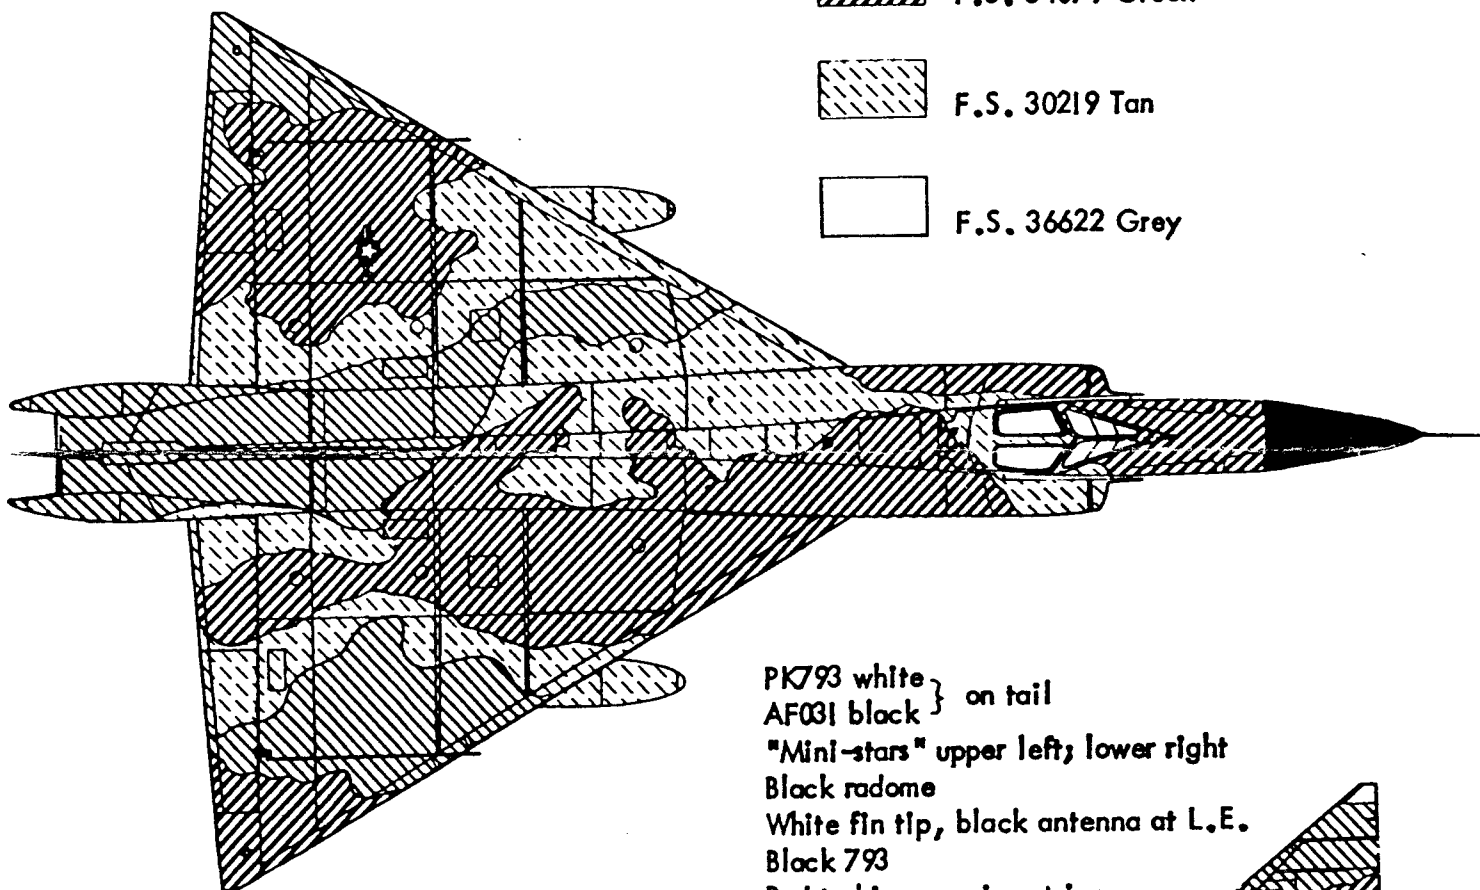 F.S.
Green
F.S. 30219 Tan
F.S. 36622 Grey
PK793 white
AF031 black } on tail
"Mini-stars" upper left; lower right
Black radome
White fin tip, black antenna at L.E.
Black 793